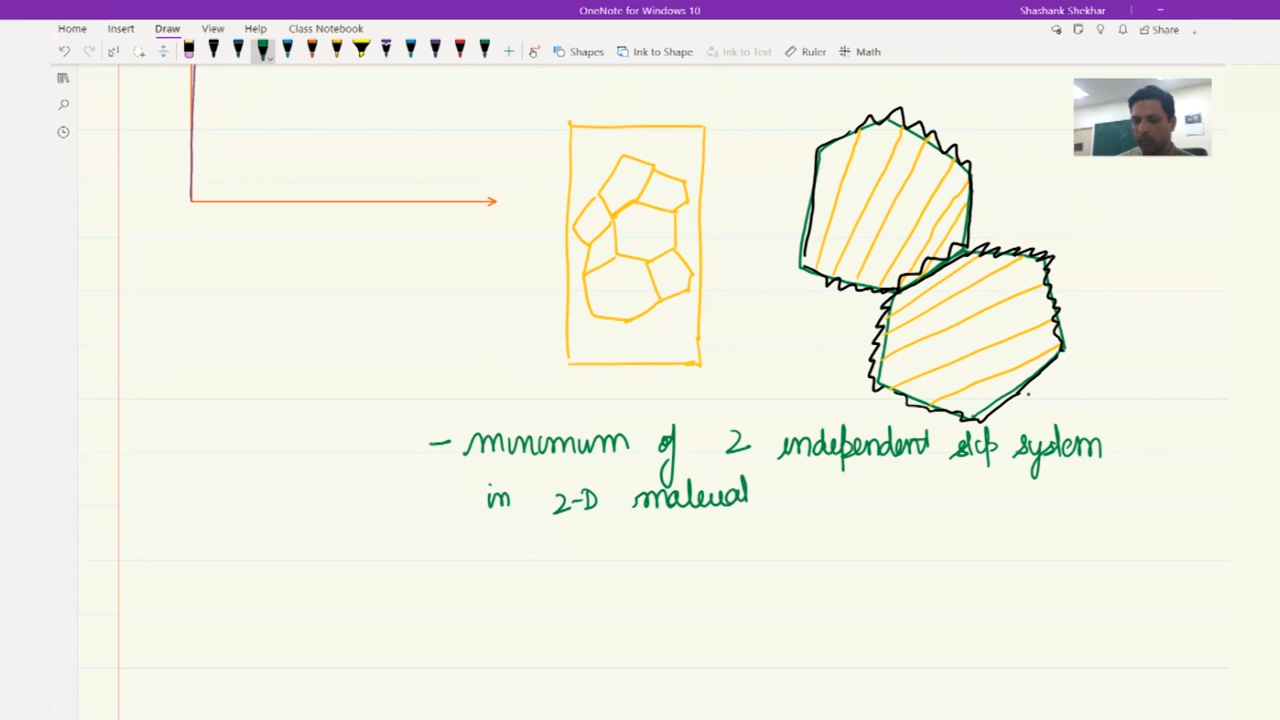 OneNote for Windows 10
Shashank Shekhar
Home Insert Draw View Help Class Notebook
Shapes Ink to Shape Ink to Text Ruler Math Share
- minimum of 2 independent slip system
in 2-D material